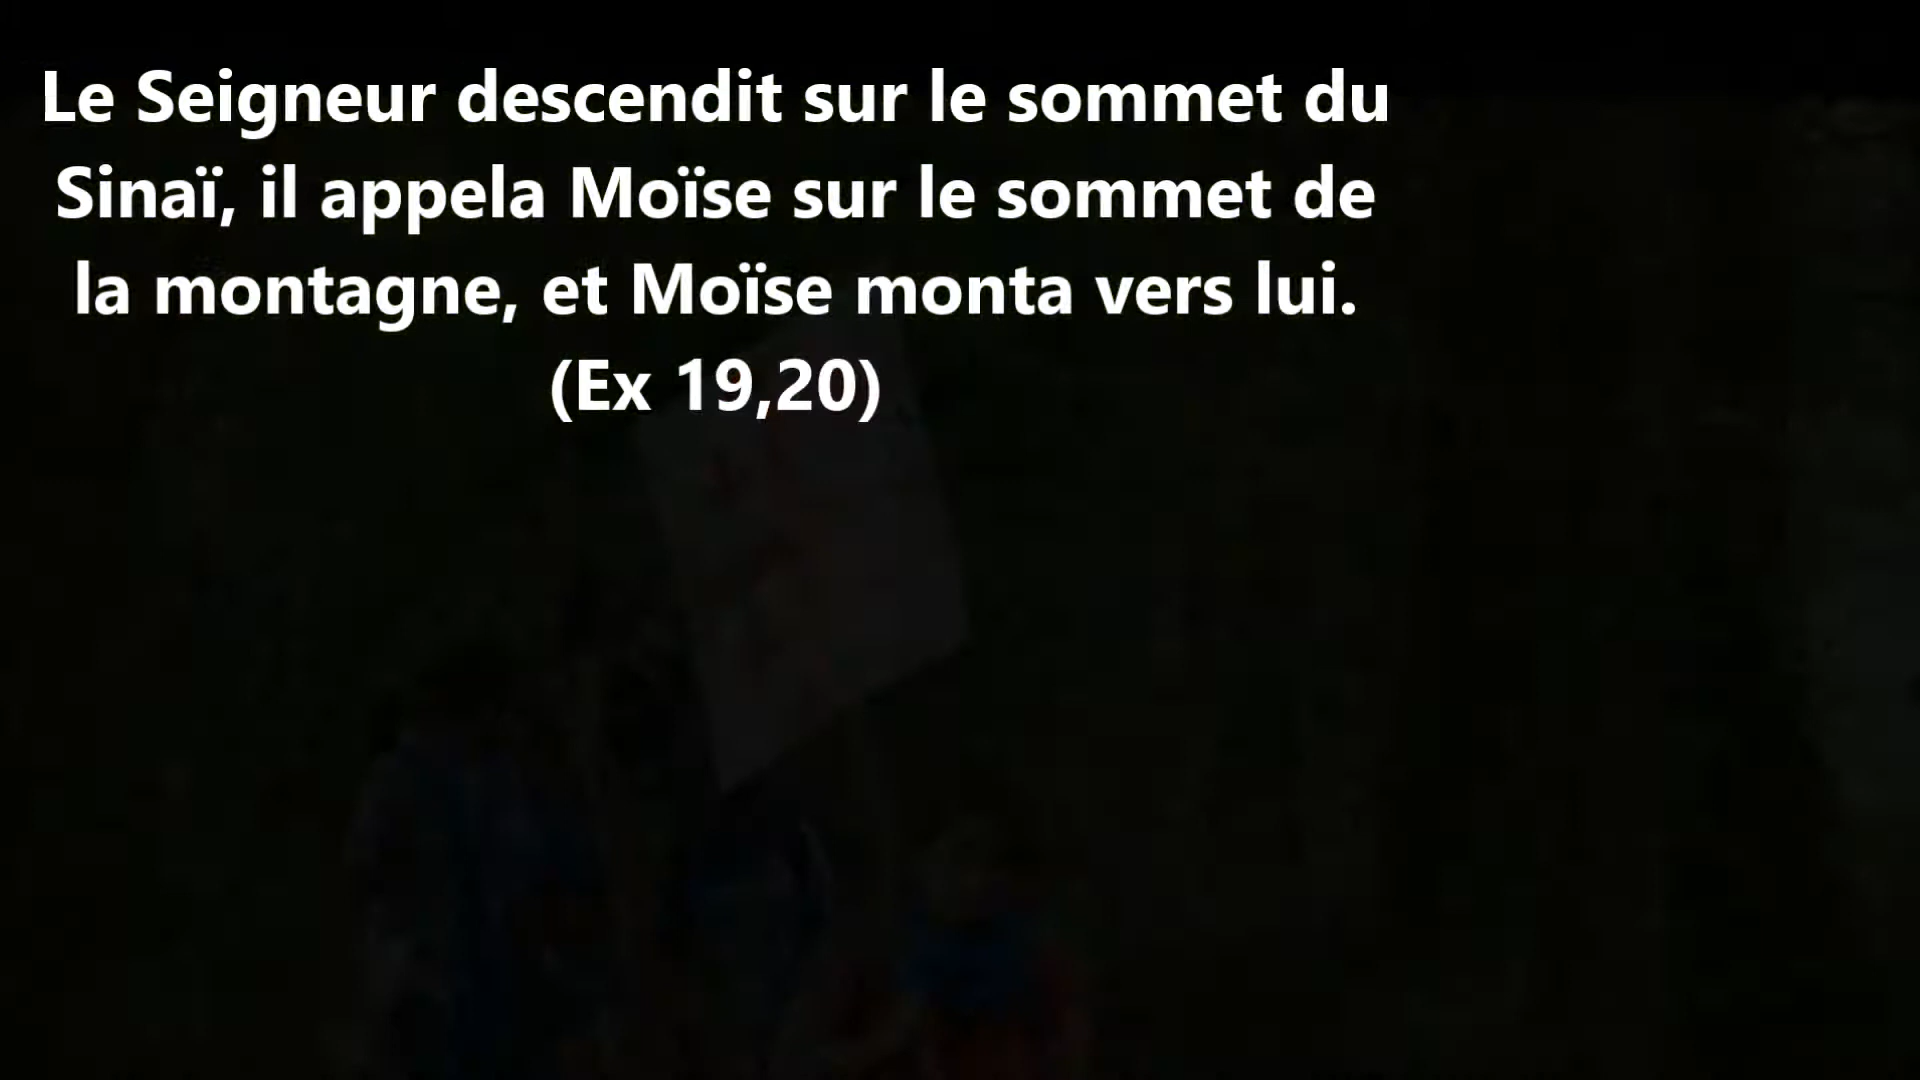 Le Seigneur descendit sur le sommet du
Sinaï, il appela Moïse sur le sommet de
la montagne, et Moïse monta vers lui.
(Ex 19,20)